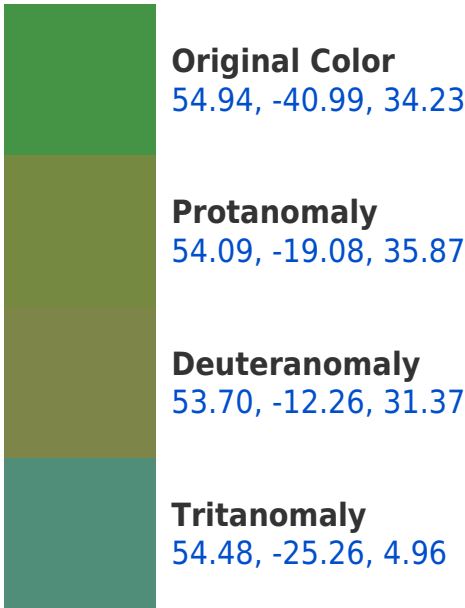 Original Color
54.94, -40.99, 34.23
Protanomaly
54.09, -19.08, 35.87
Deuteranomaly
53.70, -12.26, 31.37
Tritanomaly
54.48, -25.26, 4.96